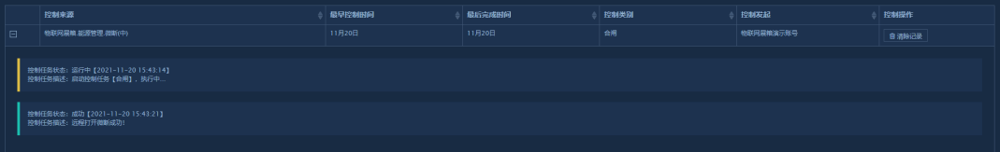 控制来源 最早控制时间 最后完成时间 控制类别 控制发起 控制操作
物联网展箱.能源管理.微断(中) 11月20日 11月20日 合闸 物联网展箱演示账号 清除记录
控制任务状态：运行中【2021-11-20 15:43:14】
控制任务描述：启动控制任务【合闸】，执行中...
控制任务状态：成功【2021-11-20 15:43:21】
控制任务描述：远程打开微断成功！